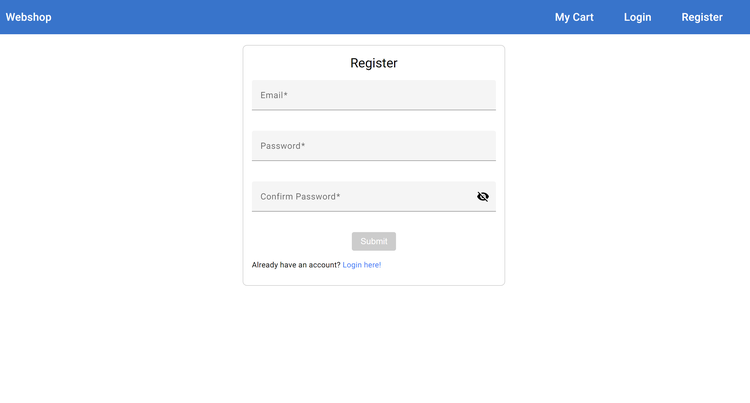 Webshop My Cart Login Register
Register
Email*
Password*
Confirm Password*
Submit
Already have an account? Login here!